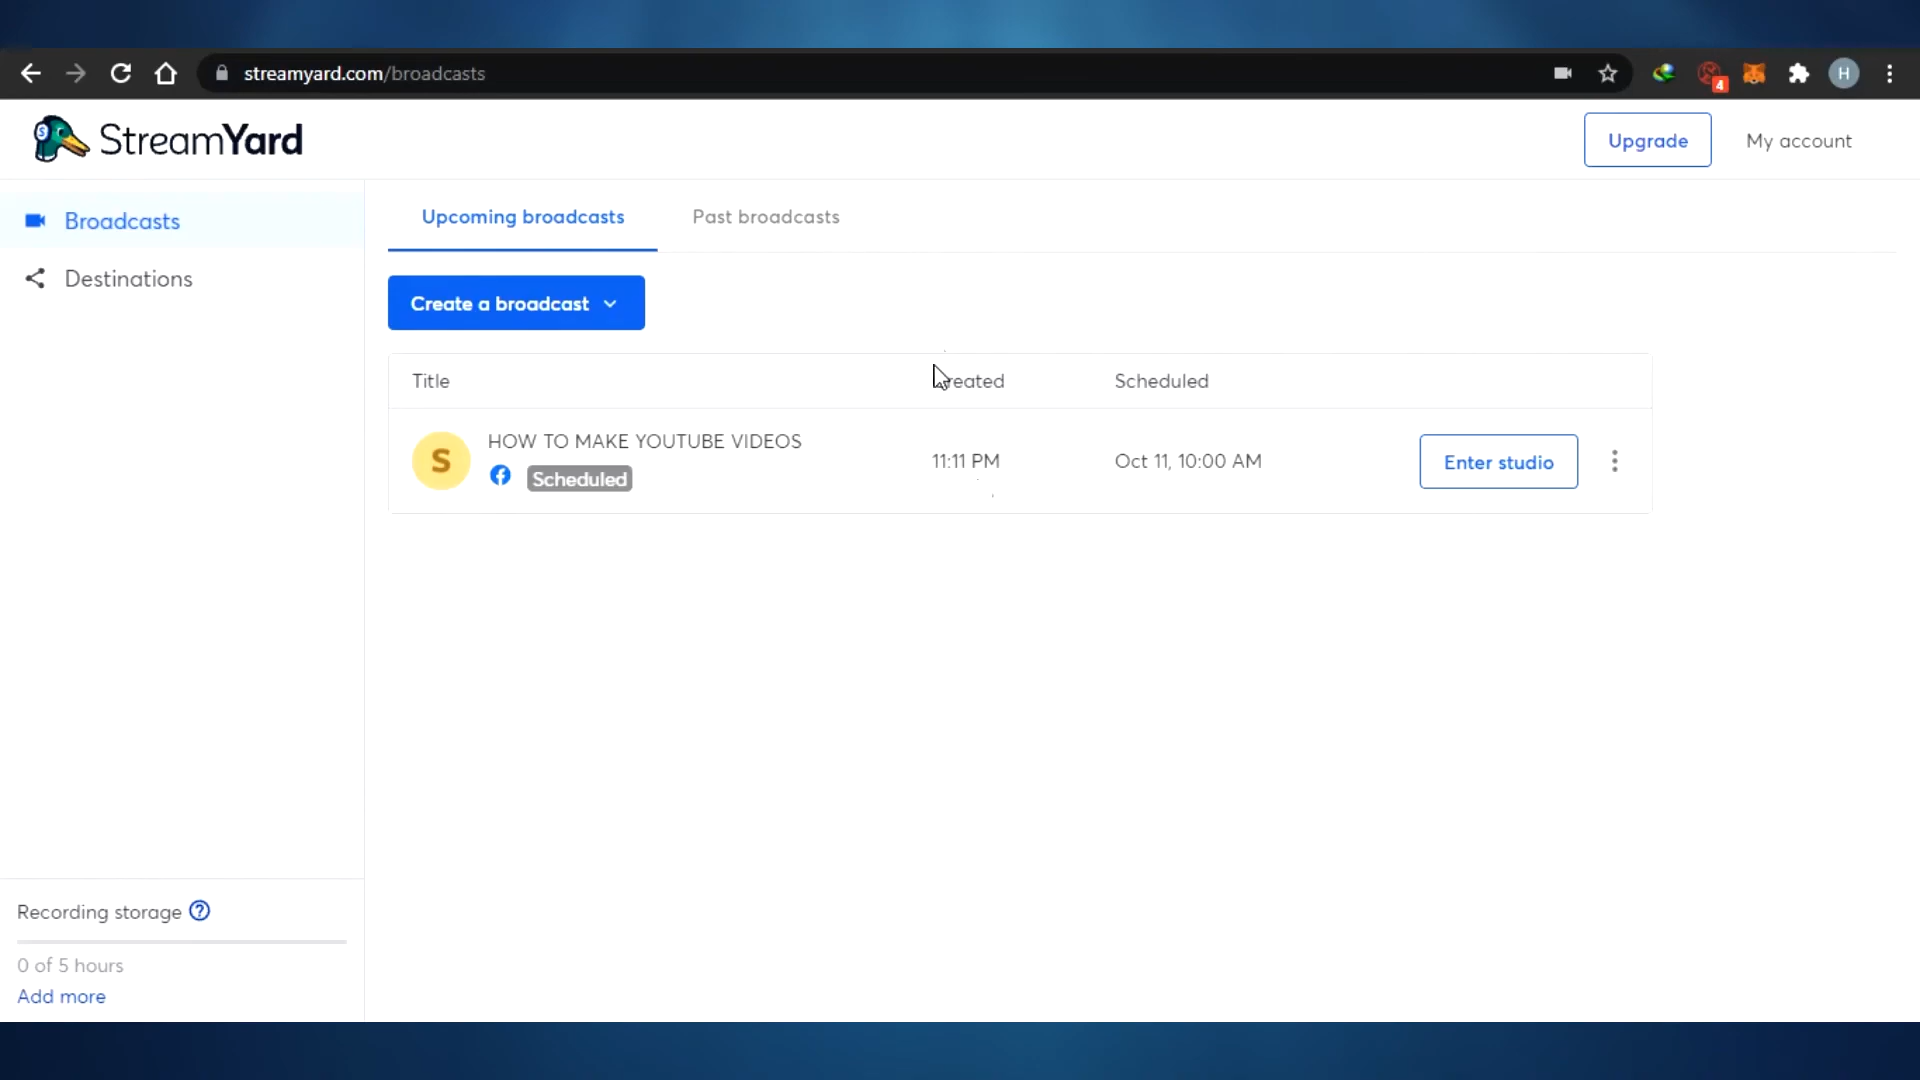 streamyard.com/broadcasts
4
H
StreamYard
Upgrade
My account
Broadcasts
Destinations
Upcoming broadcasts
Past broadcasts
Create a broadcast
Title
reated
Scheduled
S
HOW TO MAKE YOUTUBE VIDEOS
Scheduled
11:11 PM
Oct 11, 10:00 AM
Enter studio
Recording storage ?
0 of 5 hours
Add more